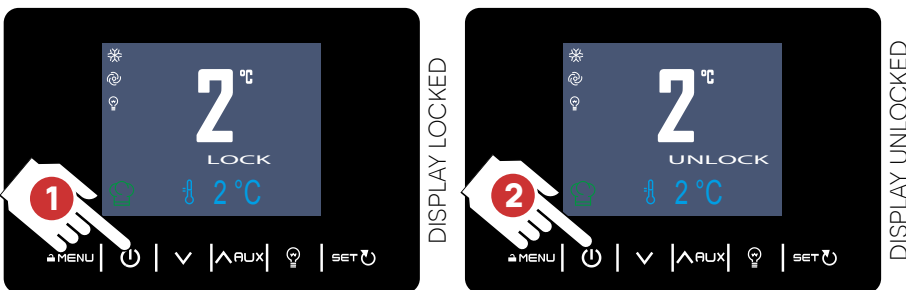 2 °C
LOCK
2 °C
1
MENU
AUX
SET
DISPLAY LOCKED
2 °C
UNLOCK
2 °C
2
MENU
AUX
SET
DISPLAY UNLOCKED